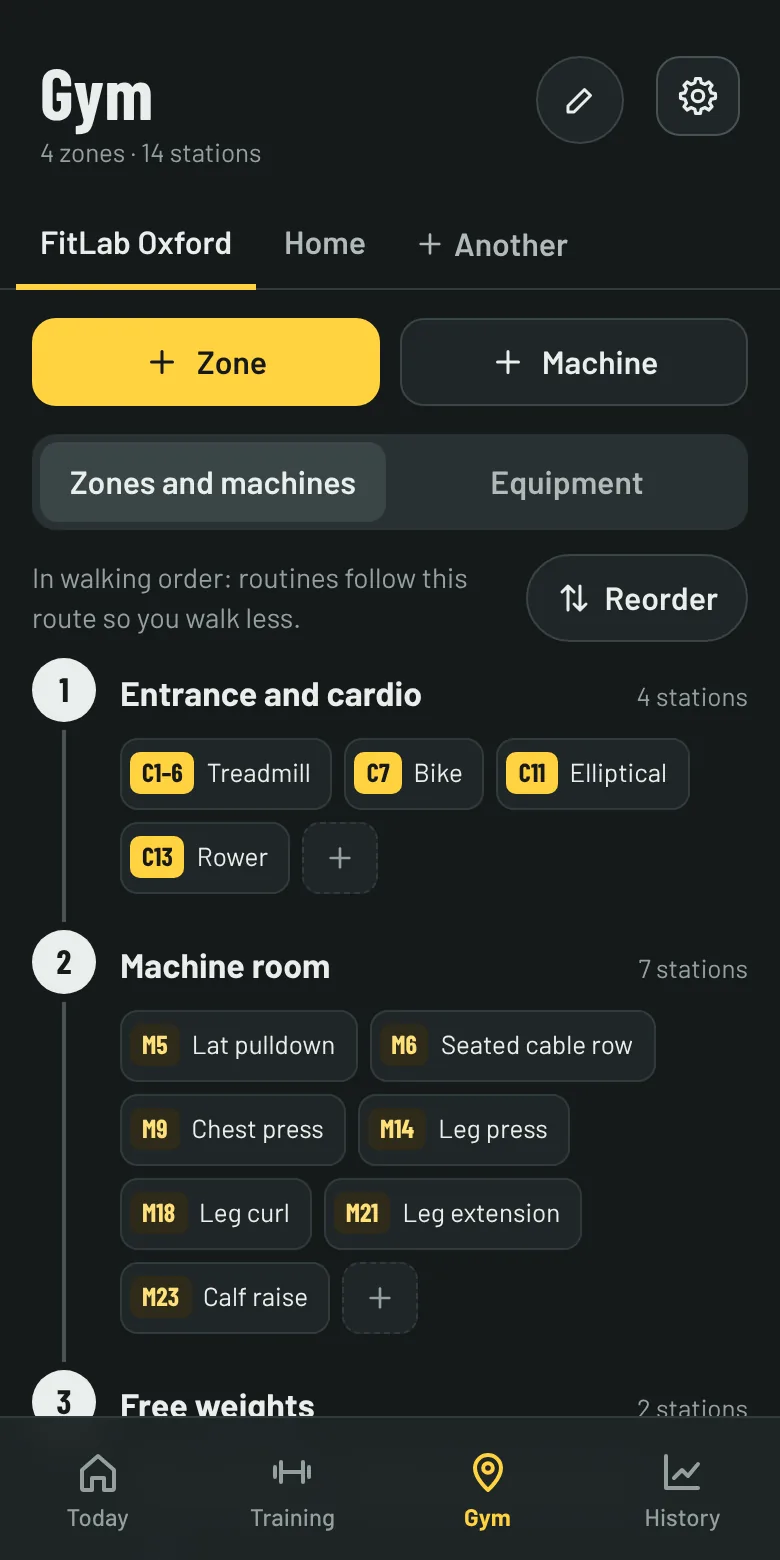 Gym
4 zones · 14 stations
FitLab Oxford
Home
+ Another
+ Zone
+ Machine
Zones and machines
Equipment
In walking order: routines follow this
route so you walk less.
Reorder
1
Entrance and cardio
4 stations
C1–6 Treadmill
C7 Bike
C11 Elliptical
C13 Rower
+
2
Machine room
7 stations
M5 Lat pulldown
M6 Seated cable row
M9 Chest press
M14 Leg press
M18 Leg curl
M21 Leg extension
M23 Calf raise
+
3
Free weights
2 stations
Today
Training
Gym
History